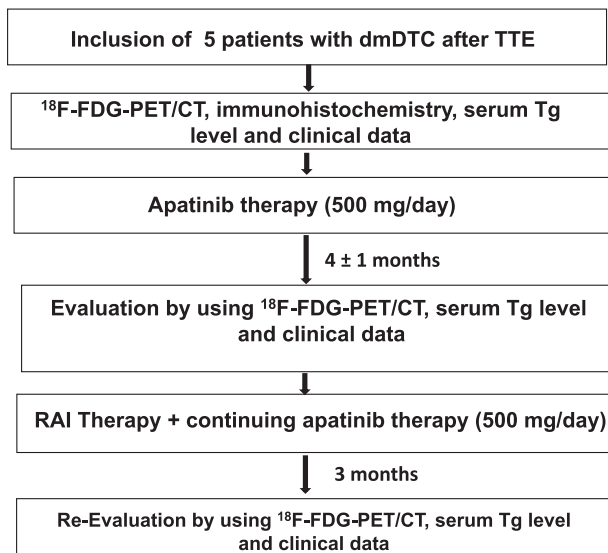 Inclusion of 5 patients with dmDTC after TTE
¹⁸F-FDG-PET/CT, immunohistochemistry, serum Tg
level and clinical data
Apatinib therapy (500 mg/day)
4 ± 1 months
Evaluation by using ¹⁸F-FDG-PET/CT, serum Tg level
and clinical data
RAI Therapy + continuing apatinib therapy (500 mg/day)
3 months
Re-Evaluation by using ¹⁸F-FDG-PET/CT, serum Tg level
and clinical data